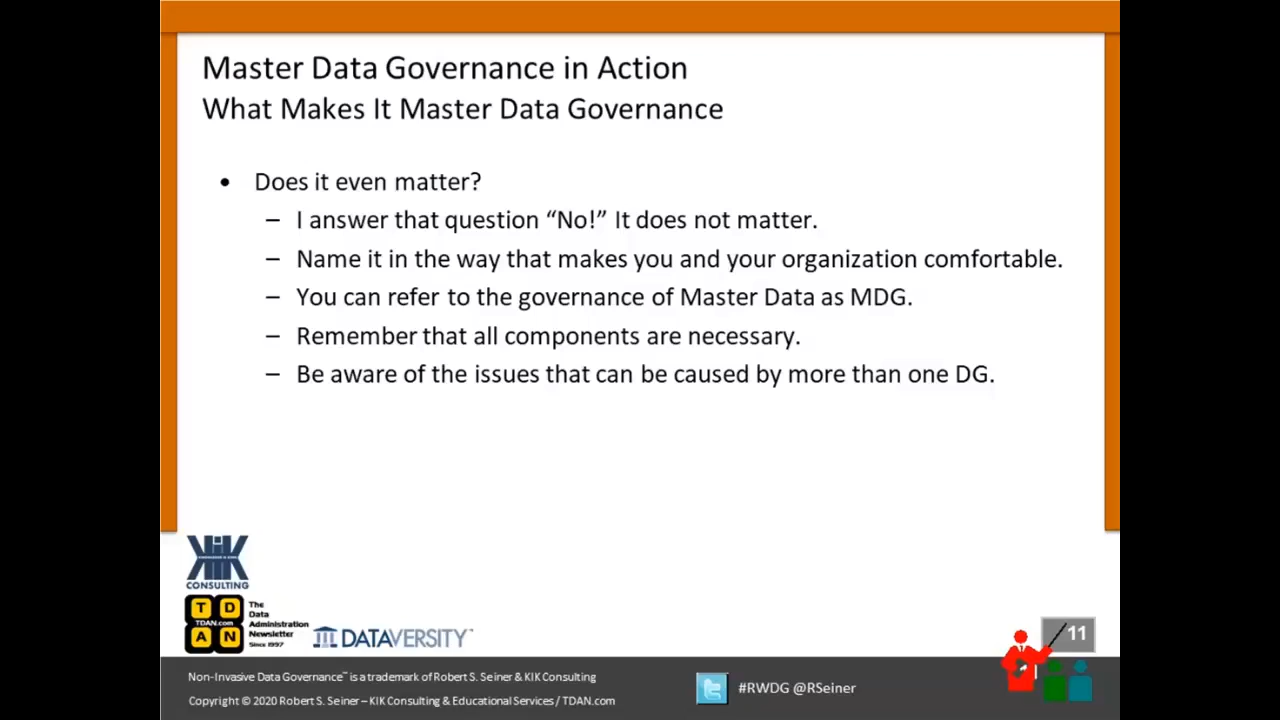 Master Data Governance in Action
What Makes It Master Data Governance
• Does it even matter?
– I answer that question “No!” It does not matter.
– Name it in the way that makes you and your organization comfortable.
– You can refer to the governance of Master Data as MDG.
– Remember that all components are necessary.
– Be aware of the issues that can be caused by more than one DG.
KIK
CONSULTING
T D
TDAN.com
A N
The
Data
Administration
Newsletter
Since 1997
DATAVERSITY™
11
Non-Invasive Data Governance™ is a trademark of Robert S. Seiner & KIK Consulting
Copyright © 2020 Robert S. Seiner – KIK Consulting & Educational Services / TDAN.com
#RWDG @RSeiner